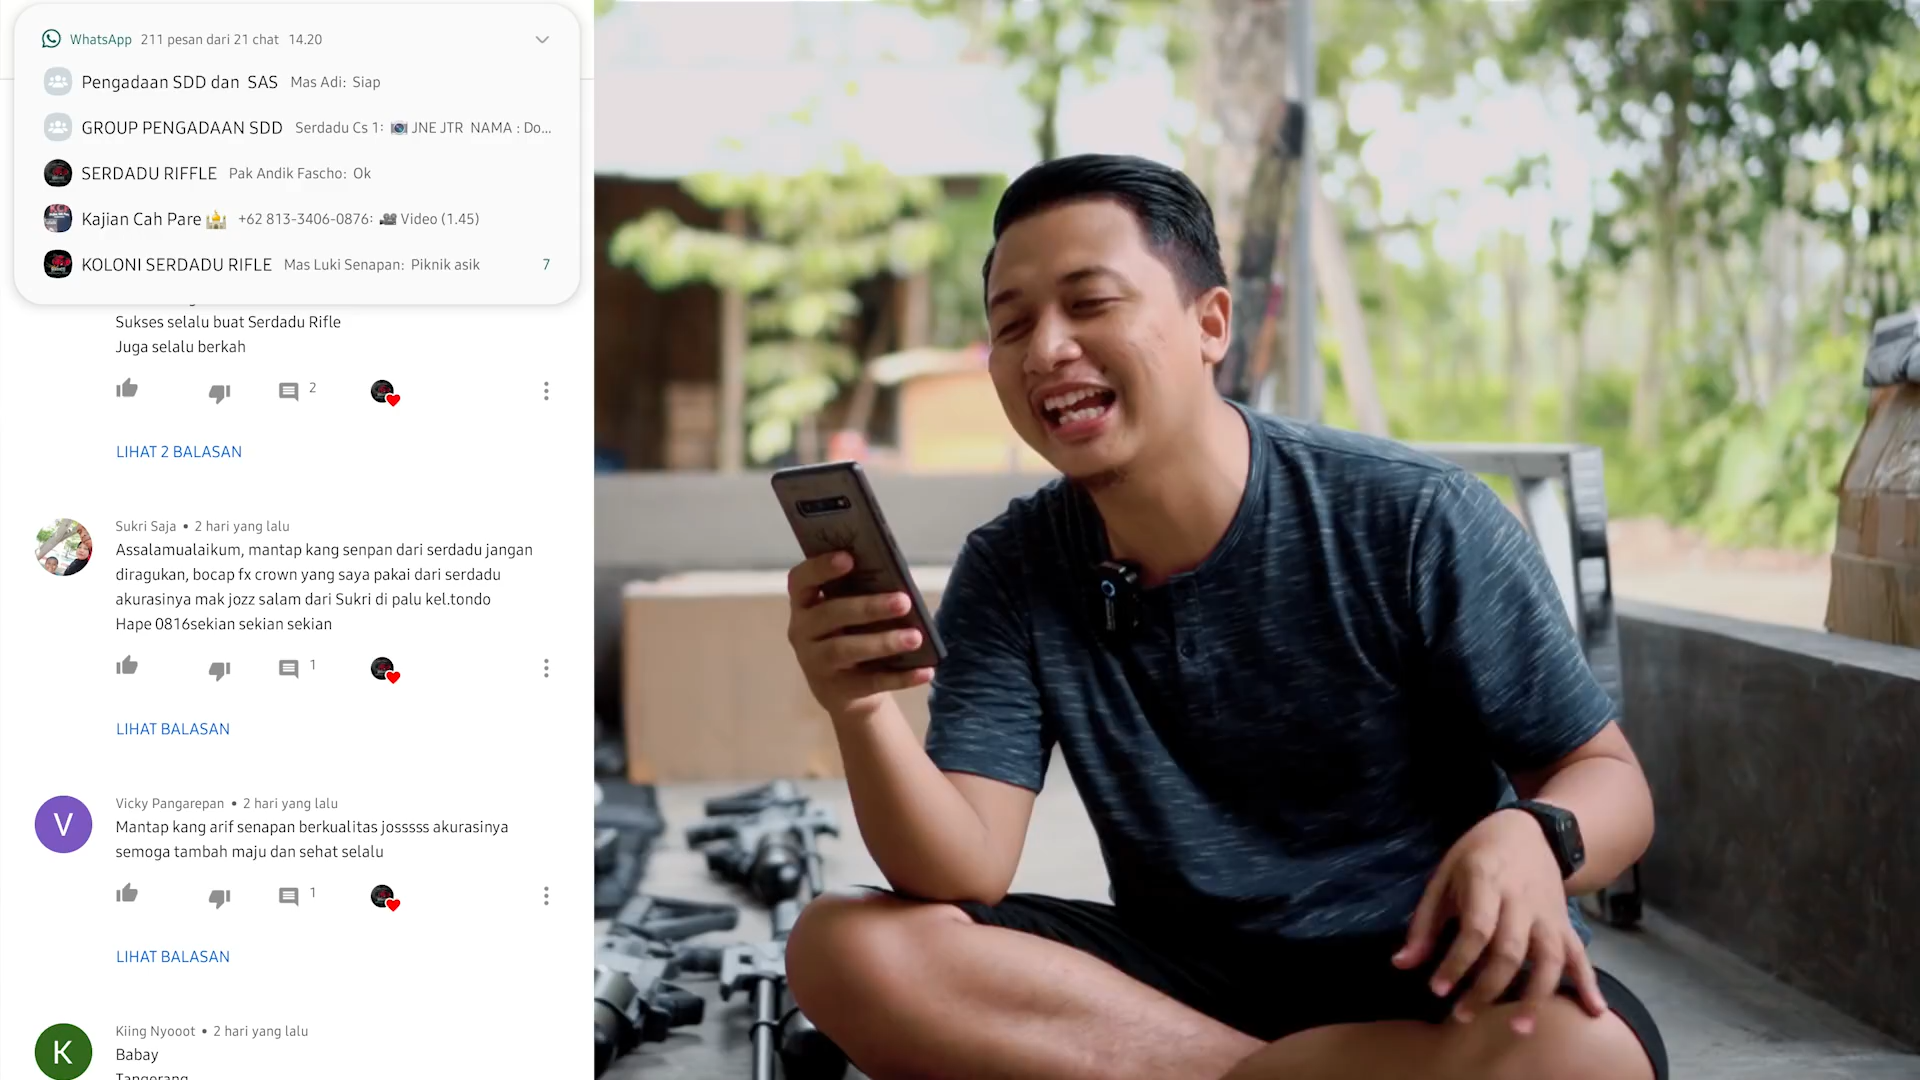 WhatsApp 211 pesan dari 21 chat 14.20
Pengadaan SDD dan SAS Mas Adi: Siap
GROUP PENGADAAN SDD Serdadu Cs 1: 📷 JNE JTR NAMA : Do...
SERDADU RIFFLE Pak Andik Fascho: Ok
Kajian Cah Pare 🕌 +62 813-3406-0876: 🎥 Video (1.45)
KOLONI SERDADU RIFLE Mas Luki Senapan: Piknik asik 7
Sukses selalu buat Serdadu Rifle
Juga selalu berkah
2
LIHAT 2 BALASAN
Sukri Saja • 2 hari yang lalu
Assalamualaikum, mantap kang senpan dari serdadu jangan
diragukan, bocap fx crown yang saya pakai dari serdadu
akurasinya mak jozz salam dari Sukri di palu kel.tondo
Hape 0816sekian sekian sekian
1
LIHAT BALASAN
V
Vicky Pangarepan • 2 hari yang lalu
Mantap kang arif senapan berkualitas josssss akurasinya
semoga tambah maju dan sehat selalu
1
LIHAT BALASAN
K
Kiing Nyooot • 2 hari yang lalu
Babay
Tangerang